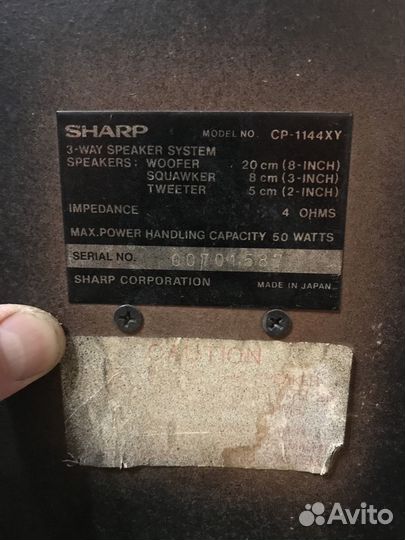 SHARP MODEL NO. CP-1144XY
3-WAY SPEAKER SYSTEM
SPEAKERS: WOOFER 20 cm (8-INCH)
SQUAWKER 8 cm (3-INCH)
TWEETER 5 cm (2-INCH)
IMPEDANCE 4 OHMS
MAX.POWER HANDLING CAPACITY 50 WATTS
SERIAL NO. 00701587
SHARP CORPORATION MADE IN JAPAN
CAUTION
Avito